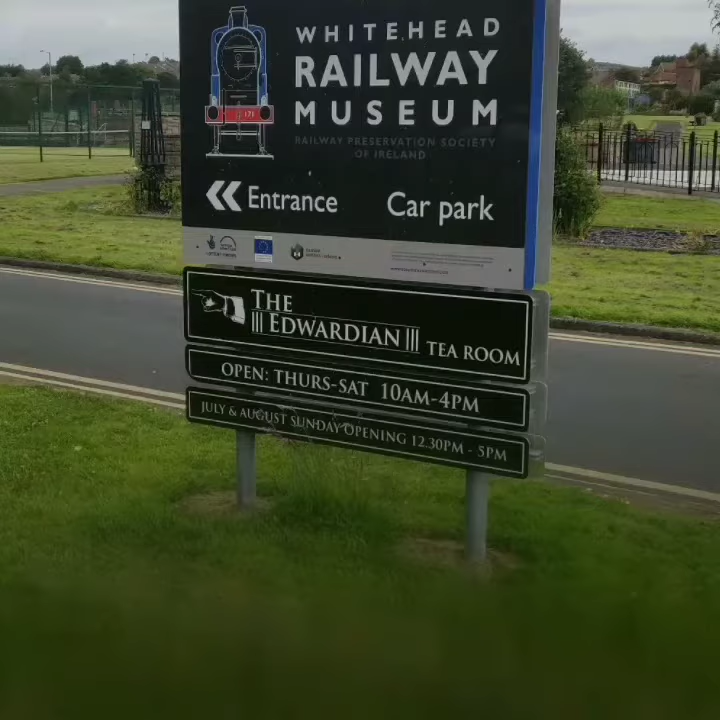 WHITEHEAD
RAILWAY
MUSEUM
RAILWAY PRESERVATION SOCIETY
OF IRELAND
171
Entrance
Car park
THE
EDWARDIAN
TEA ROOM
OPEN: THURS-SAT 10AM-4PM
JULY & AUGUST SUNDAY OPENING 12.30PM - 5PM